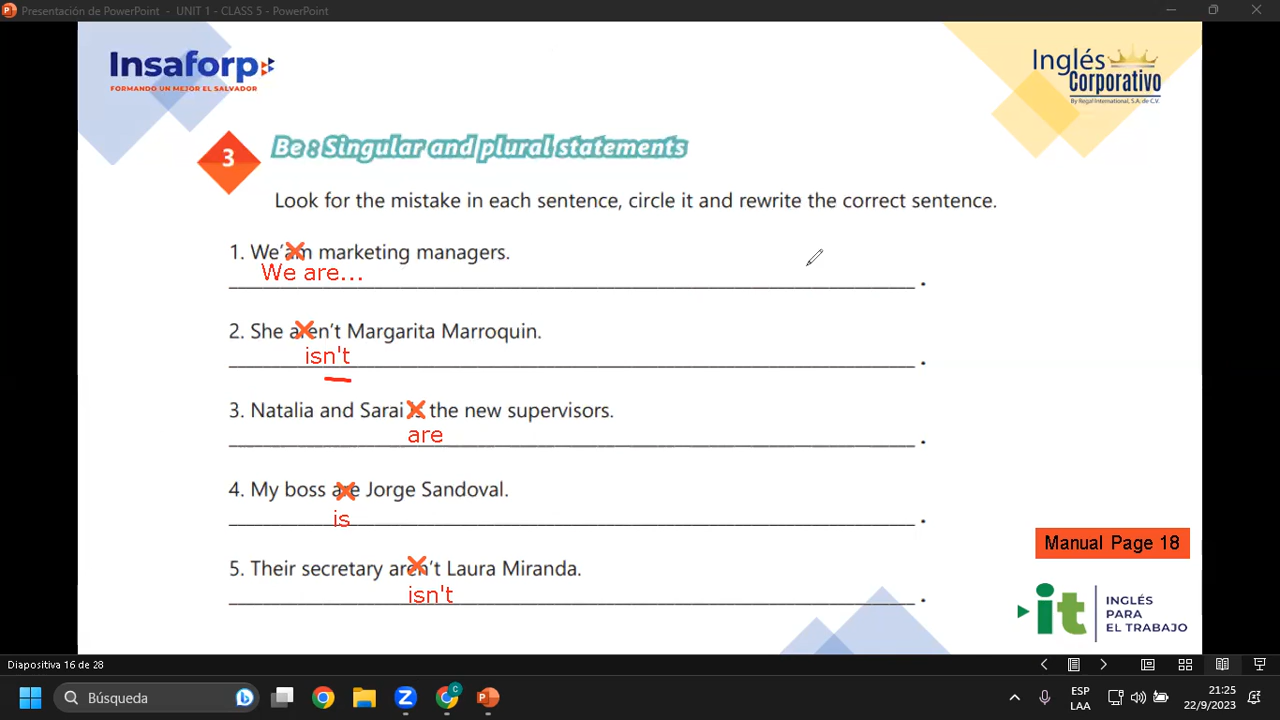 Presentación de PowerPoint - UNIT 1 - CLASS 5 - PowerPoint
Insaforp
FORMANDO UN MEJOR EL SALVADOR
Inglés
Corporativo
By Regal International, S.A. de C.V.
3
Be : Singular and plural statements
Look for the mistake in each sentence, circle it and rewrite the correct sentence.
1. We'am marketing managers.
We are...
2. She aren't Margarita Marroquin.
isn't
3. Natalia and Sarai is the new supervisors.
are
4. My boss are Jorge Sandoval.
is
5. Their secretary aren't Laura Miranda.
isn't
Manual Page 18
it
INGLÉS
PARA
EL TRABAJO
Diapositiva 16 de 28
Búsqueda
C
ESP
LAA
21:25
22/9/2023